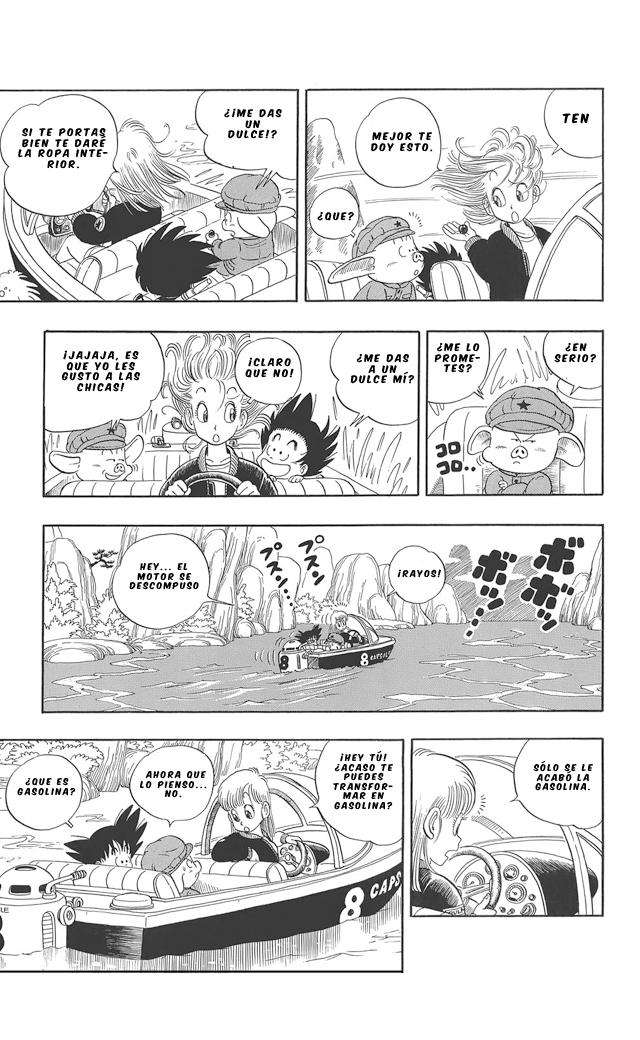 TEN
MEJOR TE
DOY ESTO.
¿QUE?
¿¡ME DAS
UN
DULCE!?
SI TE PORTAS
BIEN TE DARÉ
LA ROPA INTE-
RIOR.
¿EN
SERIO?
¿ME LO
PROME-
TES?
コロ
コロ..
¿ME DAS
A UN
DULCE MÍ?
¡CLARO
QUE NO!
¡JAJAJA, ES
QUE YO LES
GUSTO A LAS
CHICAS!
ボボボ
ボッ…
¡RAYOS!
プスン
プスン…
HEY... EL
MOTOR SE
DESCOMPUSO
8
8 CAPS
SÓLO SE LE
ACABÓ LA
GASOLINA.
¡HEY TÚ!
¿ACASO TE
PUEDES
TRANSFOR-
MAR EN
GASOLINA?
AHORA QUE
LO PIENSO...
NO.
¿QUE ES
GASOLINA?
8 CAPS